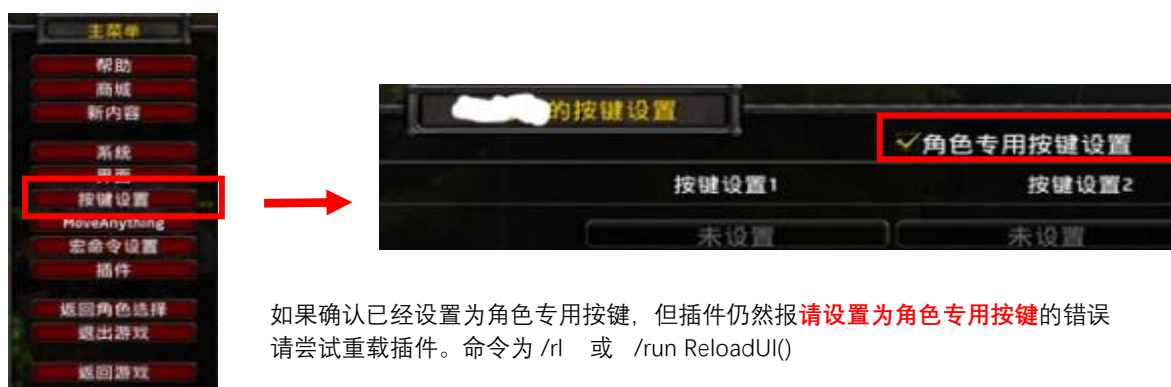 主菜单
帮助
商城
新内容
系统
界面
按键设置
MoveAnything
宏命令设置
插件
返回角色选择
退出游戏
返回游戏
的按键设置
角色专用按键设置
按键设置1
按键设置2
未设置
未设置
如果确认已经设置为角色专用按键，但插件仍然报请设置为角色专用按键的错误
请尝试重载插件。命令为 /rl 或 /run ReloadUI()